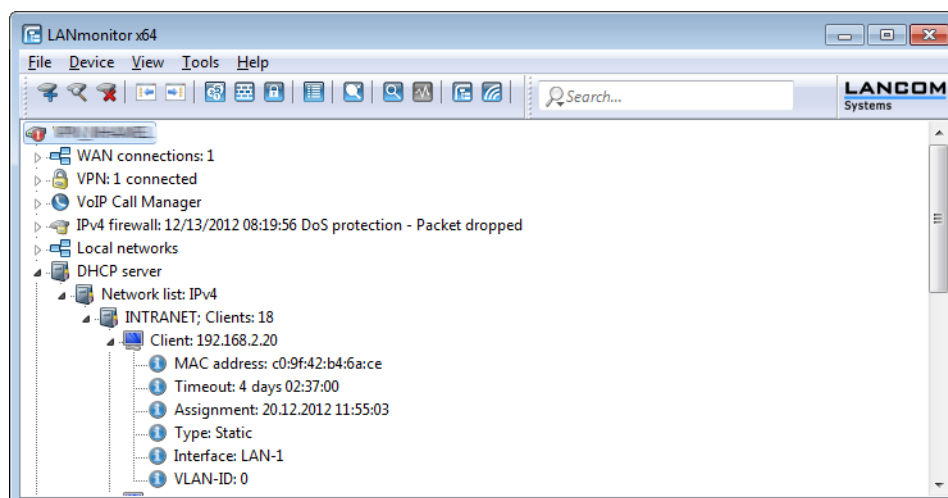 LANmonitor x64
File Device View Tools Help
Search...
LANCOM
Systems
WAN connections: 1
VPN: 1 connected
VoIP Call Manager
IPv4 firewall: 12/13/2012 08:19:56 DoS protection - Packet dropped
Local networks
DHCP server
Network list: IPv4
INTRANET; Clients: 18
Client: 192.168.2.20
MAC address: c0:9f:42:b4:6a:ce
Timeout: 4 days 02:37:00
Assignment: 20.12.2012 11:55:03
Type: Static
Interface: LAN-1
VLAN-ID: 0